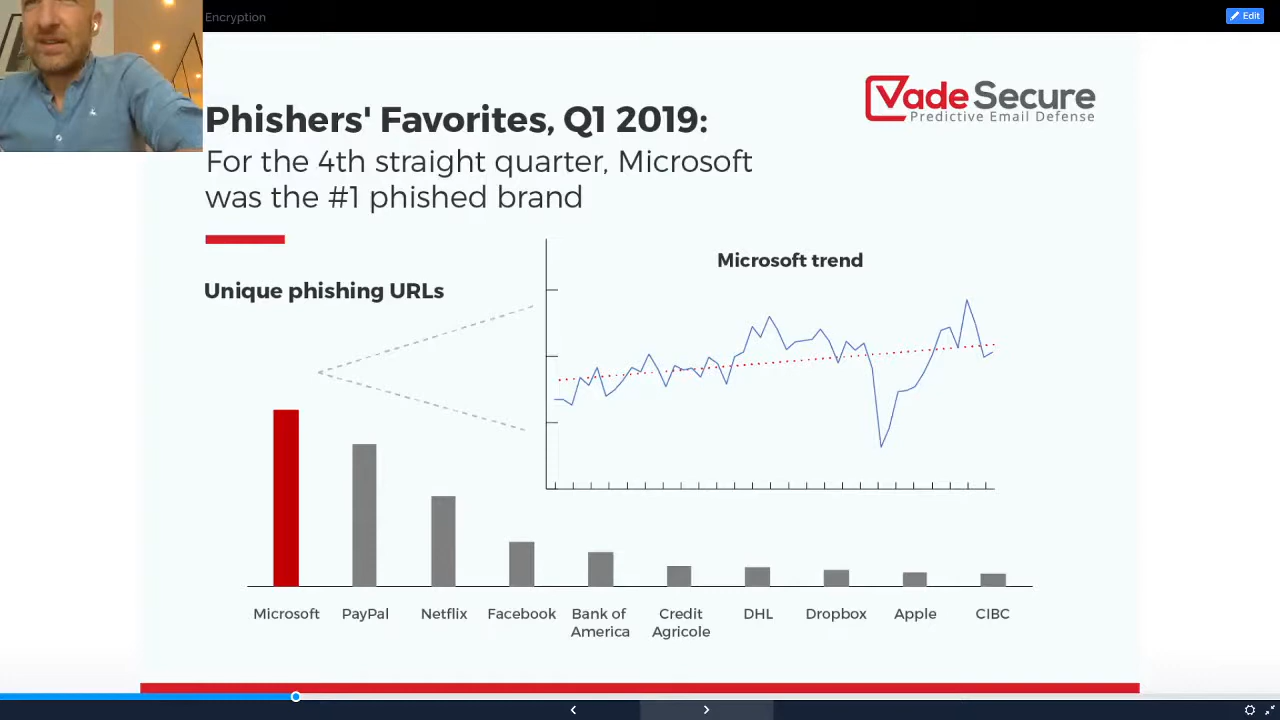 Encryption
Edit
Vade Secure
Predictive Email Defense
Phishers' Favorites, Q1 2019:
For the 4th straight quarter, Microsoft
was the #1 phished brand
Microsoft trend
Unique phishing URLs
Microsoft PayPal Netflix Facebook Bank of America Credit Agricole DHL Dropbox Apple CIBC